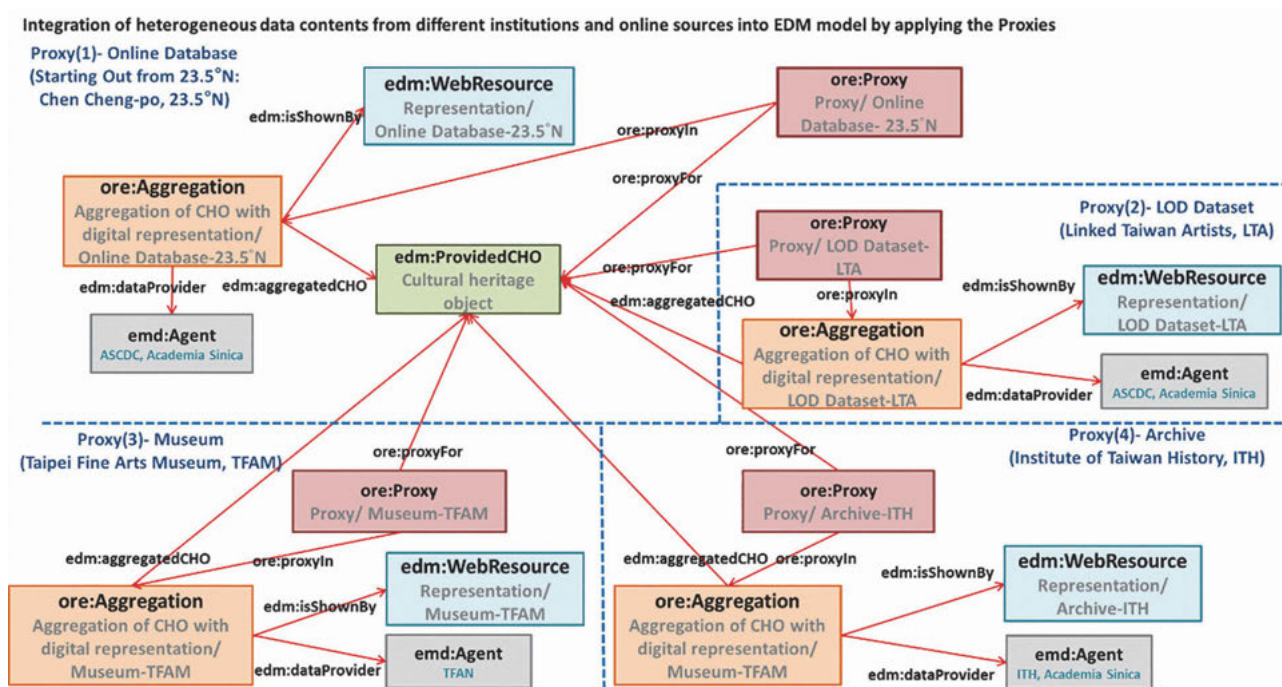 Integration of heterogeneous data contents from different institutions and online sources into EDM model by applying the Proxies
Proxy(1)- Online Database
(Starting Out from 23.5°N:
Chen Cheng-po, 23.5°N)
edm:WebResource
Representation/
Online Database-23.5°N
edm:isShownBy
ore:Proxy
Proxy/ Online
Database- 23.5°N
ore:proxyIn
ore:proxyFor
ore:Aggregation
Aggregation of CHO with
digital representation/
Online Database-23.5°N
edm:dataProvider
edm:aggregatedCHO
emd:Agent
ASCDC, Academia Sinica
edm:ProvidedCHO
Cultural heritage
object
Proxy(2)- LOD Dataset
(Linked Taiwan Artists, LTA)
ore:Proxy
Proxy/ LOD Dataset-
LTA
ore:proxyFor
edm:aggregatedCHO
ore:proxyIn
edm:isShownBy
edm:WebResource
Representation/
LOD Dataset-LTA
ore:Aggregation
Aggregation of CHO with
digital representation/
LOD Dataset-LTA
edm:dataProvider
emd:Agent
ASCDC, Academia Sinica
Proxy(3)- Museum
(Taipei Fine Arts Museum, TFAM)
ore:proxyFor
ore:Proxy
Proxy/ Museum-TFAM
edm:aggregatedCHO
ore:proxyIn
ore:Aggregation
Aggregation of CHO with
digital representation/
Museum-TFAM
edm:isShownBy
edm:WebResource
Representation/
Museum-TFAM
edm:dataProvider
emd:Agent
TFAN
Proxy(4)- Archive
(Institute of Taiwan History, ITH)
ore:proxyFor
ore:Proxy
Proxy/ Archive-ITH
edm:aggregatedCHO
ore:proxyIn
ore:Aggregation
Aggregation of CHO with
digital representation/
Museum-TFAM
edm:isShownBy
edm:WebResource
Representation/
Archive-ITH
edm:dataProvider
emd:Agent
ITH, Academia Sinica